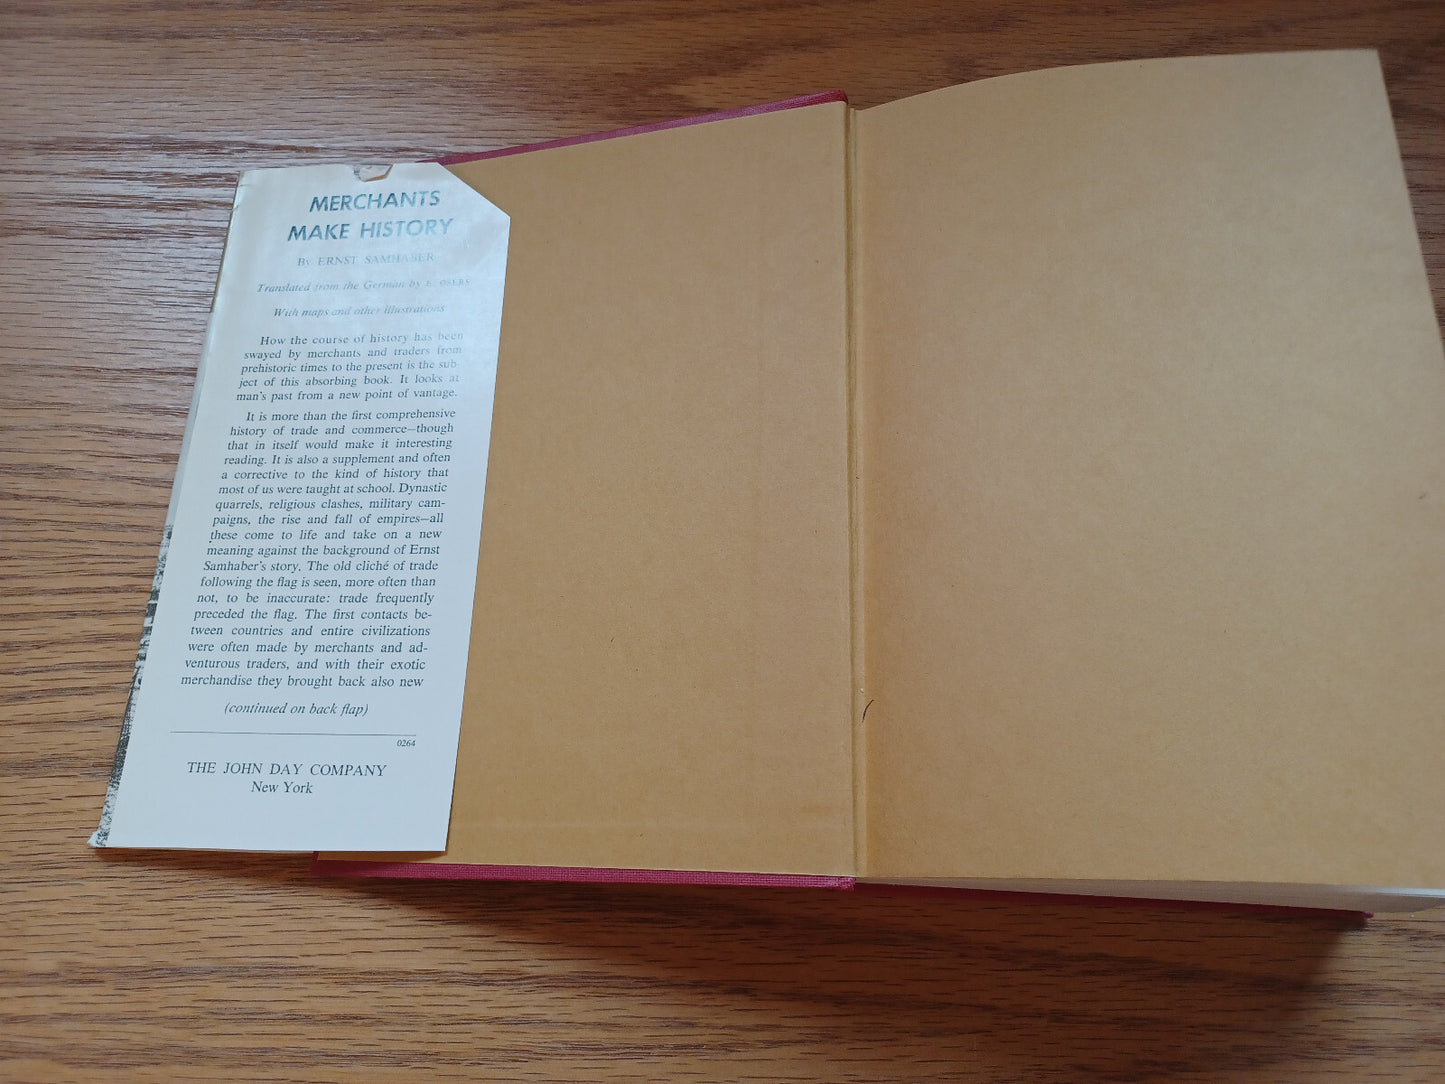 MERCHANTS
MAKE HISTORY
By ERNST SAMHABER
Translated from the German by E. OSERS
With maps and other illustrations
How the course of history has been
swayed by merchants and traders from
prehistoric times to the present is the sub-
ject of this absorbing book. It looks at
man's past from a new point of vantage.
It is more than the first comprehensive
history of trade and commerce—though
that in itself would make it interesting
reading. It is also a supplement and often
a corrective to the kind of history that
most of us were taught at school. Dynastic
quarrels, religious clashes, military cam-
paigns, the rise and fall of empires—all
these come to life and take on a new
meaning against the background of Ernst
Samhaber's story. The old cliché of trade
following the flag is seen, more often than
not, to be inaccurate: trade frequently
preceded the flag. The first contacts be-
tween countries and entire civilizations
were often made by merchants and ad-
venturous traders, and with their exotic
merchandise they brought back also new
(continued on back flap)
0264
THE JOHN DAY COMPANY
New York